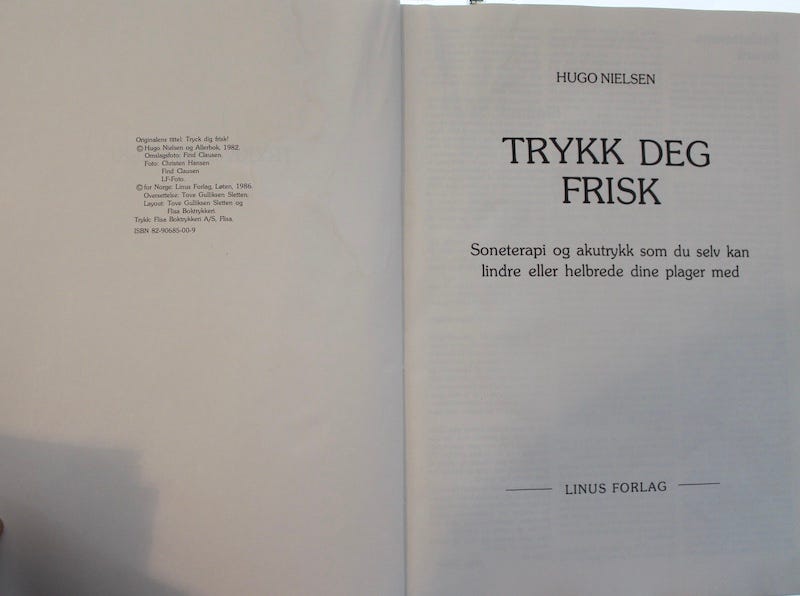 Originalens tittel: Tryck dig frisk!
©Hugo Nielsen og Allerbok, 1982.
Omslagsfoto: Find Clausen.
Foto: Christen Hansen
Find Clausen
LF-Foto.
©for Norge: Linus Forlag, Løten, 1986.
Oversettelse: Tove Gulliksen Sletten.
Layout: Tove Gulliksen Sletten og
Flisa Boktrykkeri
Trykk: Flisa Boktrykkeri A/S, Flisa.
ISBN 82-90685-00-9
HUGO NIELSEN
TRYKK DEG
FRISK
Soneterapi og akutrykk som du selv kan
lindre eller helbrede dine plager med
LINUS FORLAG